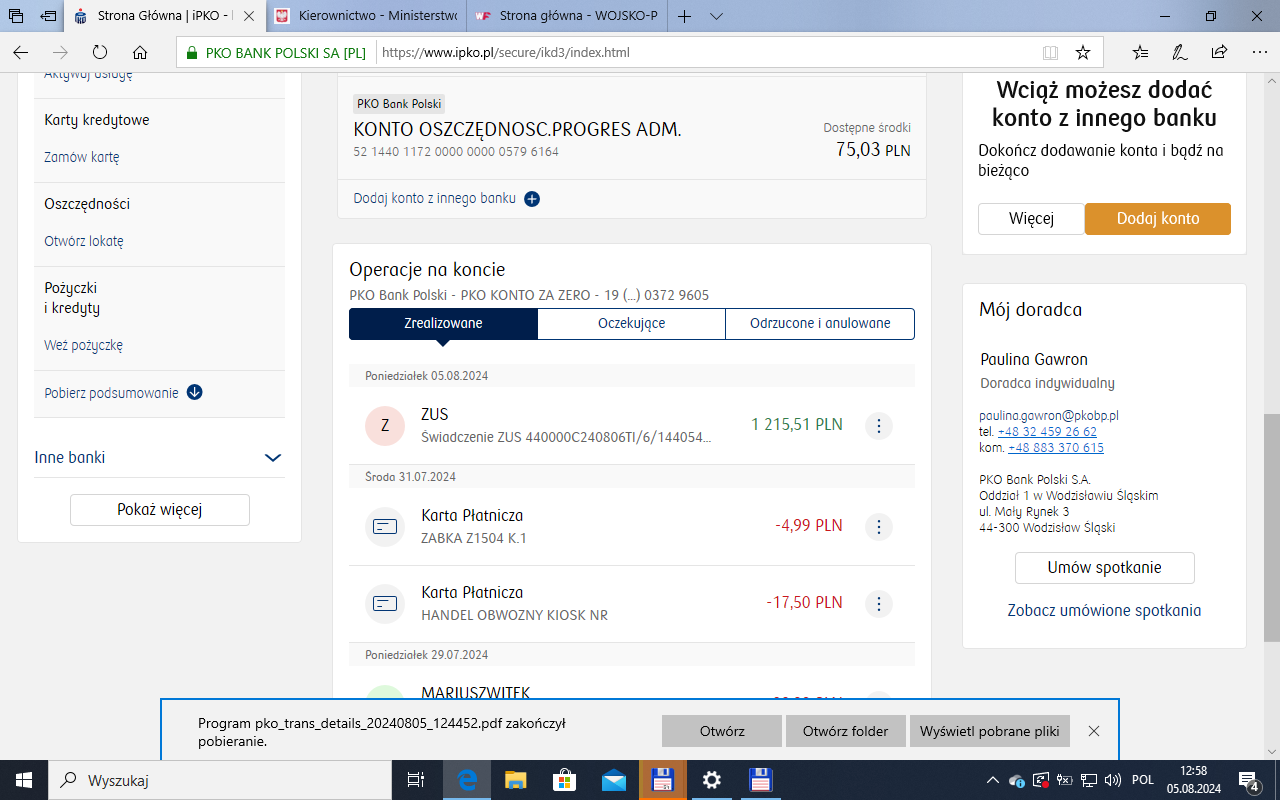 Strona Główna | iPKO -
Kierownictwo - Ministerstwo
Strona główna - WOJSKO-P
PKO BANK POLSKI SA [PL]
https://www.ipko.pl/secure/ikd3/index.html
Aktywuj usługę
Karty kredytowe
Zamów kartę
Oszczędności
Otwórz lokatę
Pożyczki
i kredyty
Weź pożyczkę
Pobierz podsumowanie
Inne banki
Pokaż więcej
PKO Bank Polski
KONTO OSZCZĘDNOSC.PROGRES ADM.
52 1440 1172 0000 0000 0579 6164
Dostępne środki
75,03 PLN
Dodaj konto z innego banku
Operacje na koncie
PKO Bank Polski - PKO KONTO ZA ZERO - 19 (...) 0372 9605
Zrealizowane
Oczekujące
Odrzucone i anulowane
Poniedziałek 05.08.2024
Z
ZUS
Świadczenie ZUS 440000C240806TI/6/144054...
1 215,51 PLN
Środa 31.07.2024
Karta Płatnicza
ZABKA Z1504 K.1
-4,99 PLN
Karta Płatnicza
HANDEL OBWOZNY KIOSK NR
-17,50 PLN
Poniedziałek 29.07.2024
MARIUSZWITEK
Wciąż możesz dodać
konto z innego banku
Dokończ dodawanie konta i bądź na
bieżąco
Więcej
Dodaj konto
Mój doradca
Paulina Gawron
Doradca indywidualny
paulina.gawron@pkobp.pl
tel. +48 32 459 26 62
kom. +48 883 370 615
PKO Bank Polski S.A.
Oddział 1 w Wodzisławiu Śląskim
ul. Mały Rynek 3
44-300 Wodzisław Śląski
Umów spotkanie
Zobacz umówione spotkania
Program pko_trans_details_20240805_124452.pdf zakończył
pobieranie.
Otwórz
Otwórz folder
Wyświetl pobrane pliki
Wyszukaj
POL
12:58
05.08.2024
4